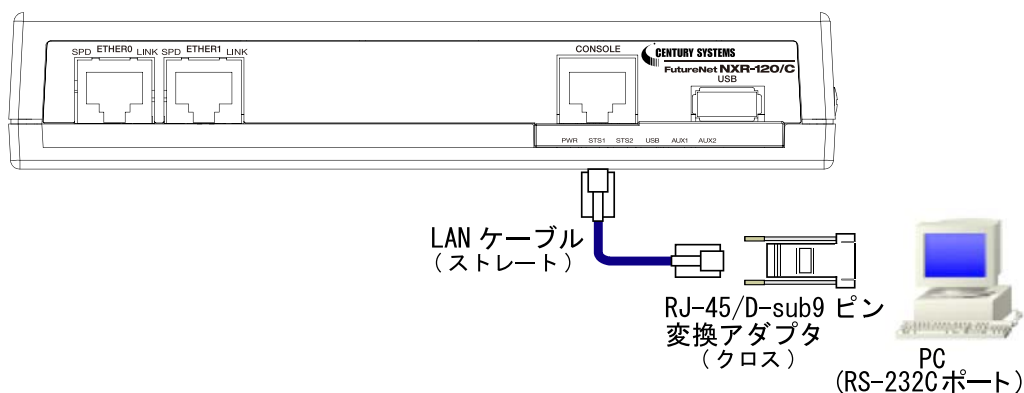 SPD ETHER0 LINK SPD ETHER1 LINK
CONSOLE
CENTURY SYSTEMS
FutureNet NXR-120/C
USB
PWR STS1 STS2 USB AUX1 AUX2
LAN ケーブル
(ストレート)
RJ-45/D-sub9 ピン
変換アダプタ
(クロス)
PC
(RS-232Cポート)